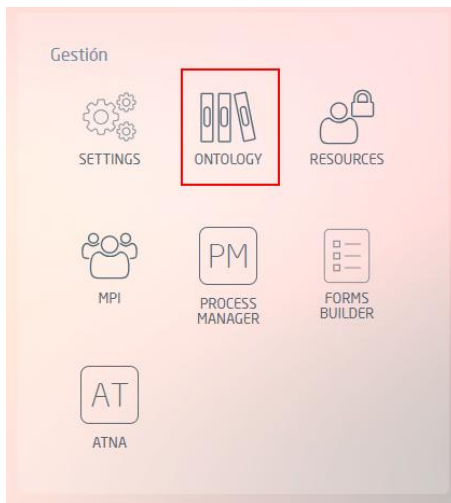 Gestión
SETTINGS
ONTOLOGY
RESOURCES
MPI
PM
PROCESS
MANAGER
FORMS
BUILDER
AT
ATNA